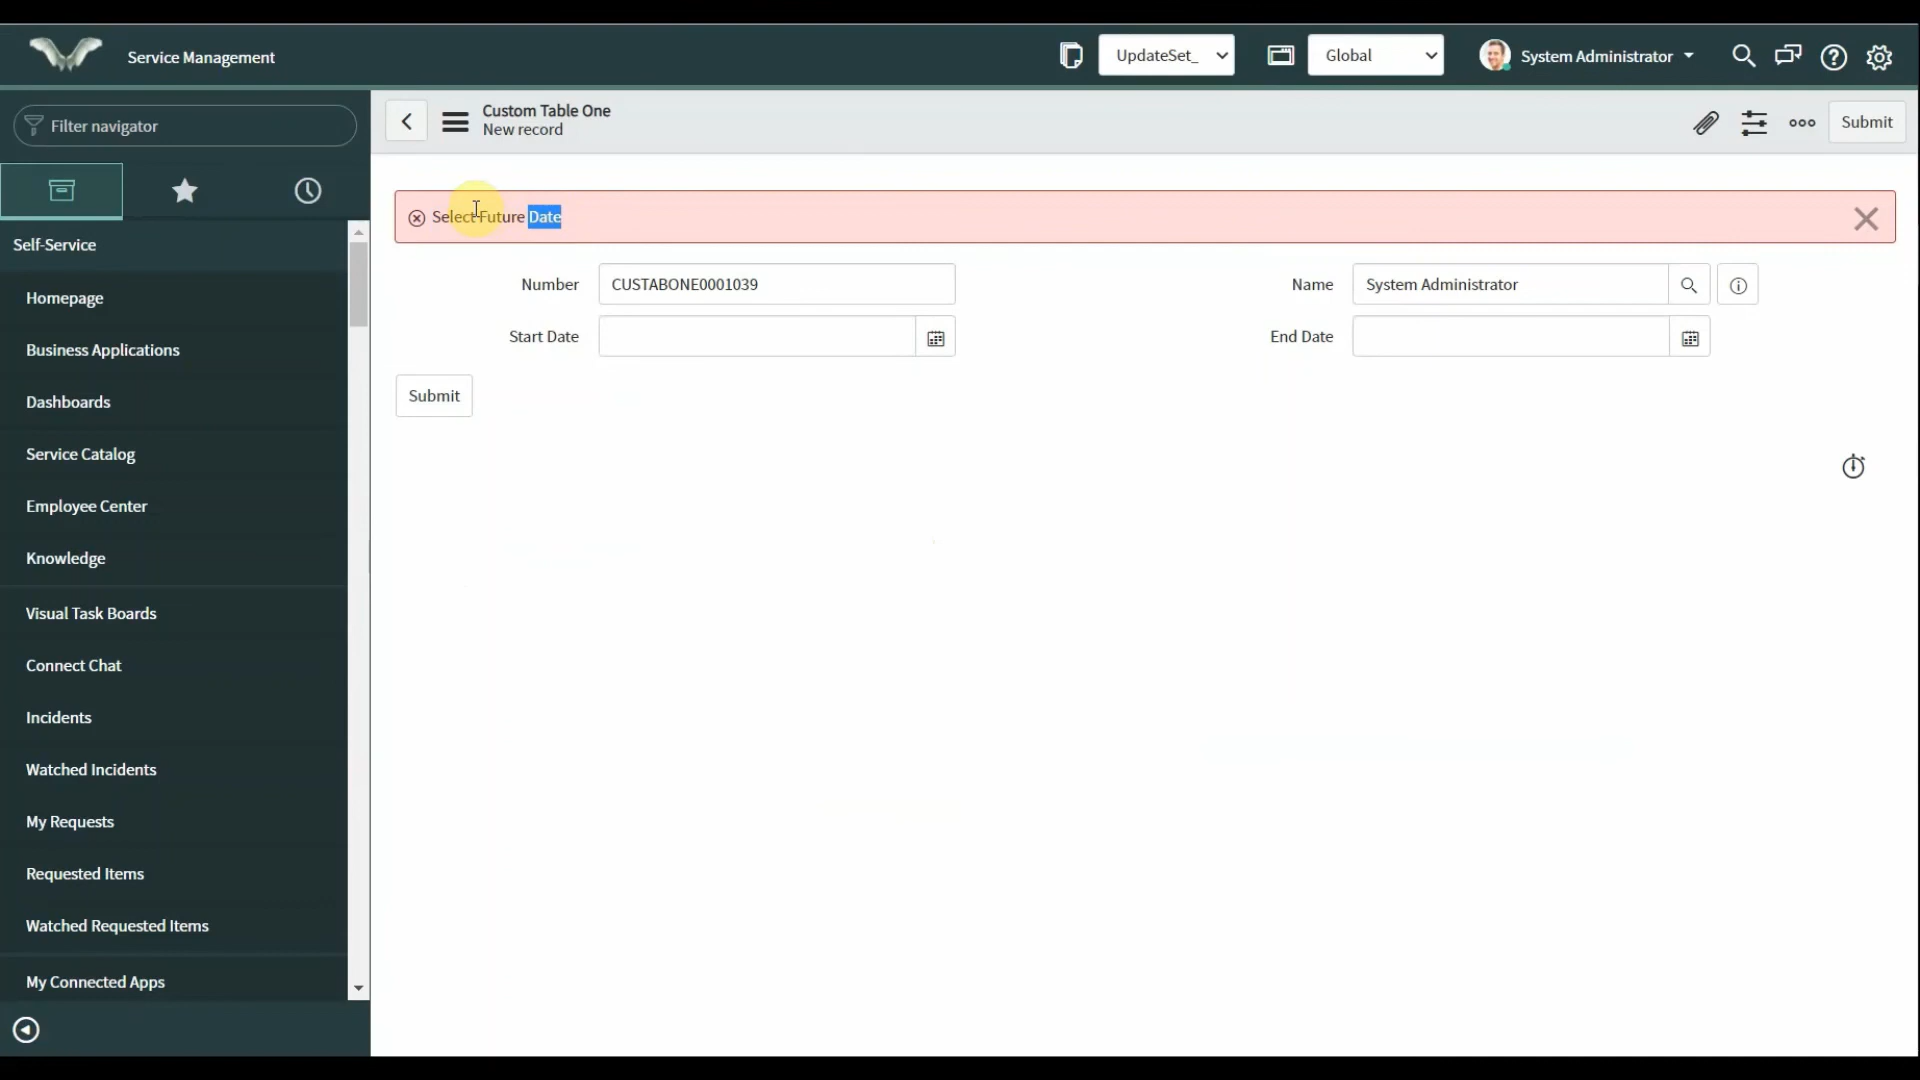 Service Management
UpdateSet_
Global
System Administrator
Filter navigator
Custom Table One
New record
Submit
Self-Service
Homepage
Business Applications
Dashboards
Service Catalog
Employee Center
Knowledge
Visual Task Boards
Connect Chat
Incidents
Watched Incidents
My Requests
Requested Items
Watched Requested Items
My Connected Apps
Select Future Date
Number CUSTABONE0001039
Name System Administrator
Start Date
End Date
Submit